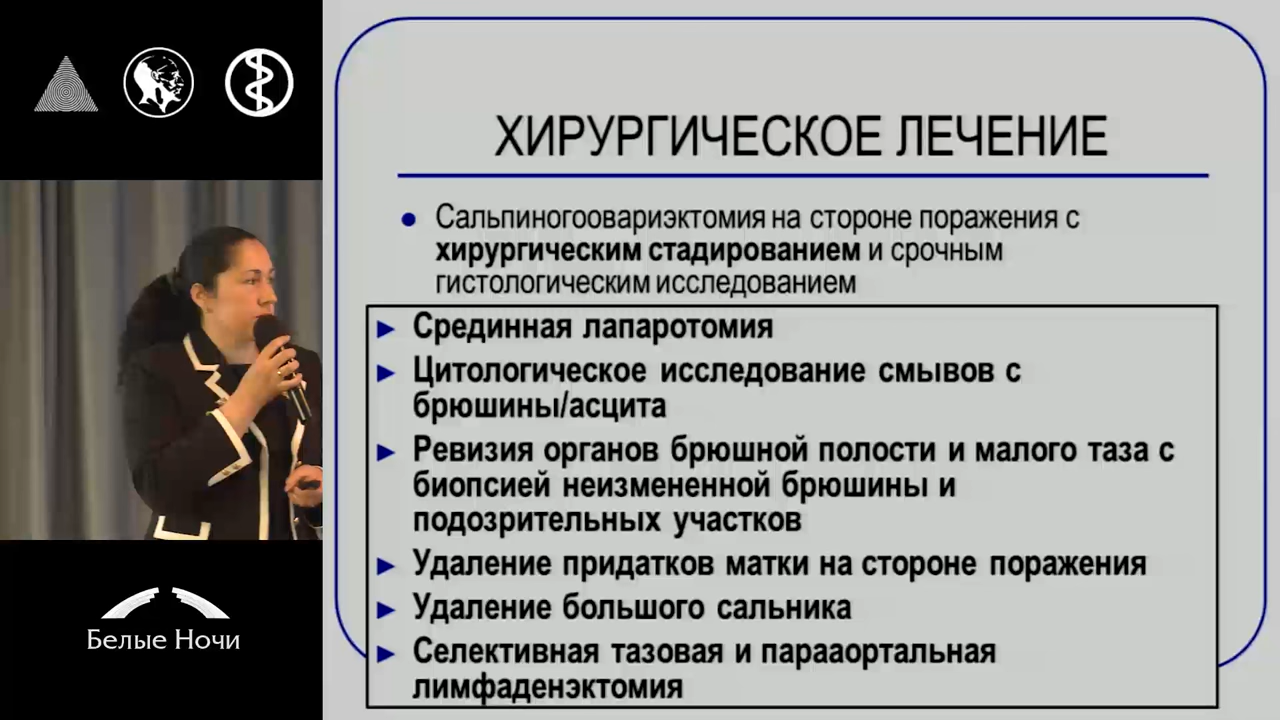 ХИРУРГИЧЕСКОЕ ЛЕЧЕНИЕ
Сальпиногоовариэктомия на стороне поражения с
хирургическим стадированием и срочным
гистологическим исследованием
Срединная лапаротомия
Цитологическое исследование смывов с
брюшины/асцита
Ревизия органов брюшной полости и малого таза с
биопсией неизмененной брюшины и
подозрительных участков
Удаление придатков матки на стороне поражения
Удаление большого сальника
Селективная тазовая и парааортальная
лимфаденэктомия
Белые Ночи